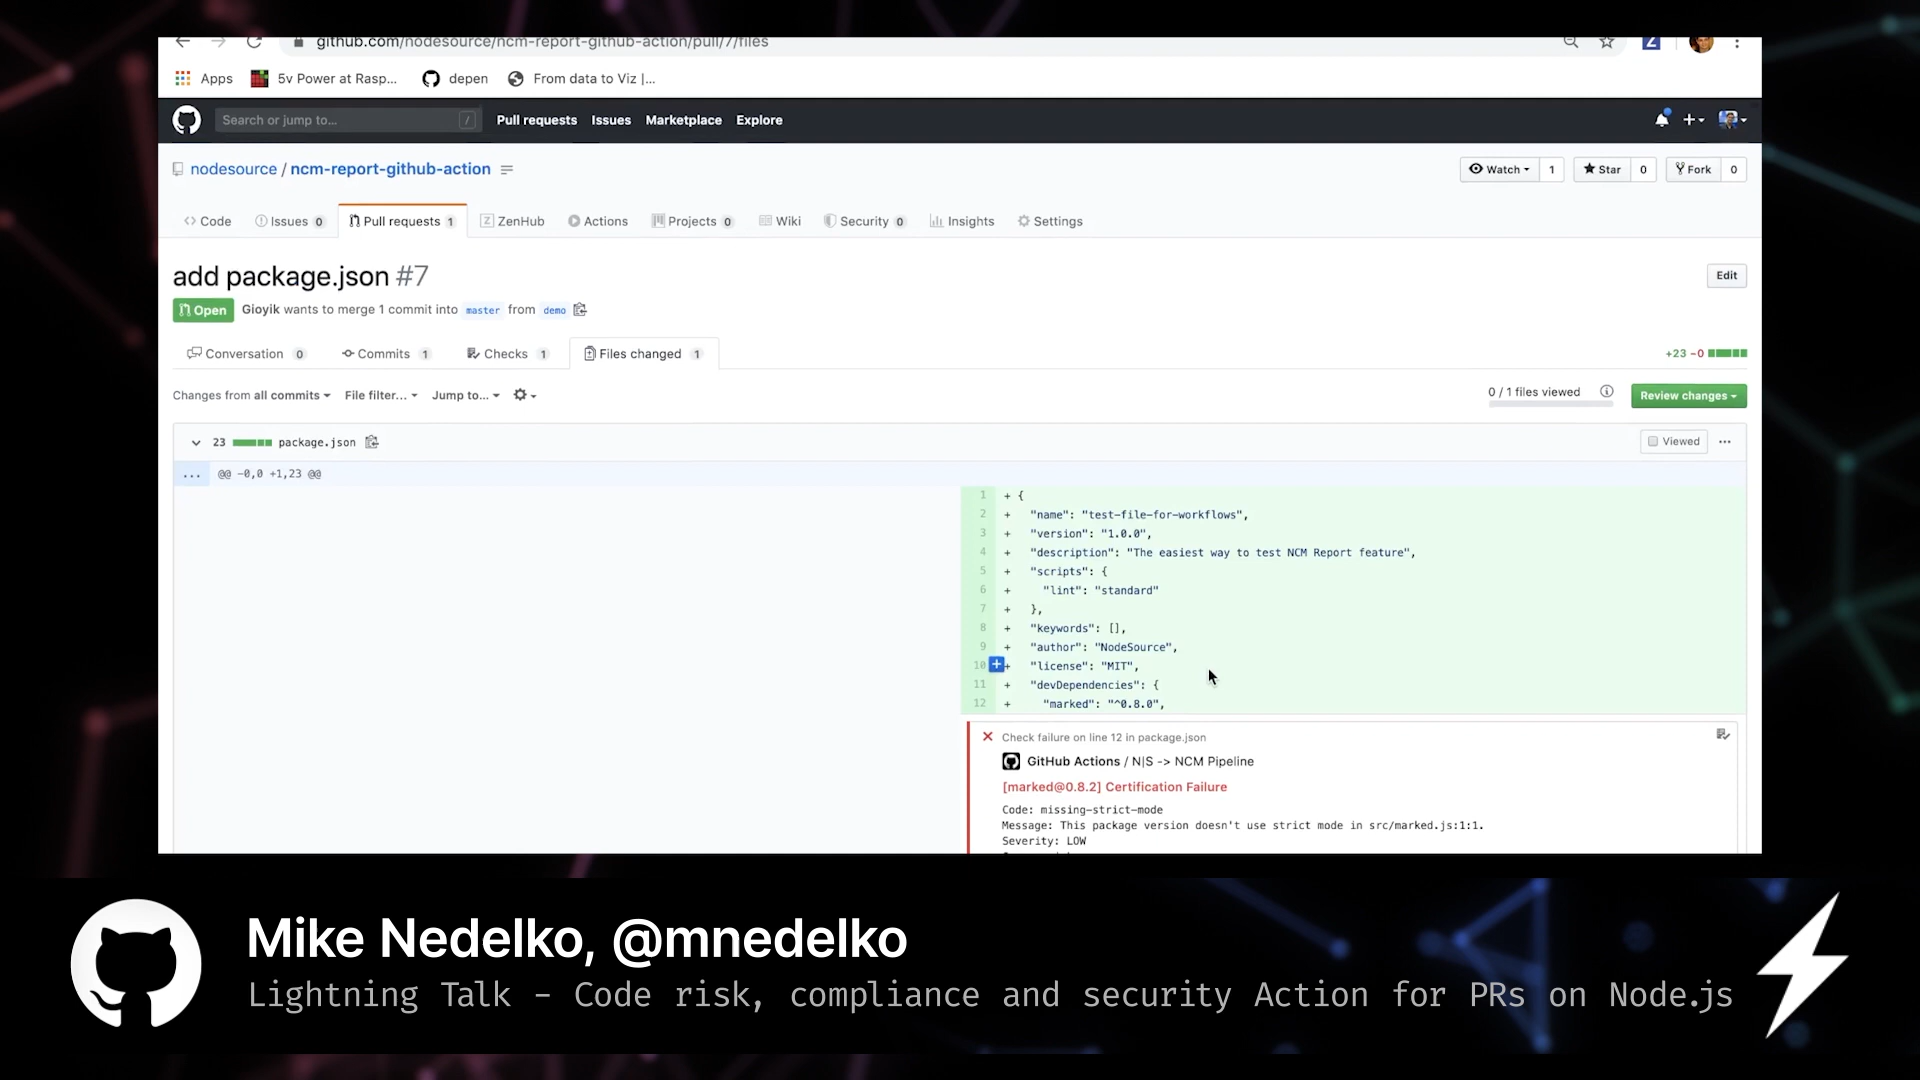 github.com/nodesource/ncm-report-github-action/pull/7/files
Apps 5v Power at Rasp... depen From data to Viz |...
Search or jump to... / Pull requests Issues Marketplace Explore
nodesource / ncm-report-github-action Watch 1 Star 0 Fork 0
Code Issues 0 Pull requests 1 ZenHub Actions Projects 0 Wiki Security 0 Insights Settings
add package.json #7 Edit
Open Gioyik wants to merge 1 commit into master from demo
Conversation 0 Commits 1 Checks 1 Files changed 1 +23 −0
Changes from all commits File filter... Jump to... 0 / 1 files viewed Review changes
23 package.json Viewed ...
... @@ -0,0 +1,23 @@
1 + {
2 + "name": "test-file-for-workflows",
3 + "version": "1.0.0",
4 + "description": "The easiest way to test NCM Report feature",
5 + "scripts": {
6 + "lint": "standard"
7 + },
8 + "keywords": [],
9 + "author": "NodeSource",
10 + "license": "MIT",
11 + "devDependencies": {
12 + "marked": "^0.8.0",
Check failure on line 12 in package.json
GitHub Actions / N|S -> NCM Pipeline
[marked@0.8.2] Certification Failure
Code: missing-strict-mode
Message: This package version doesn't use strict mode in src/marked.js:1:1.
Severity: LOW
Mike Nedelko, @mnedelko
Lightning Talk - Code risk, compliance and security Action for PRs on Node.js